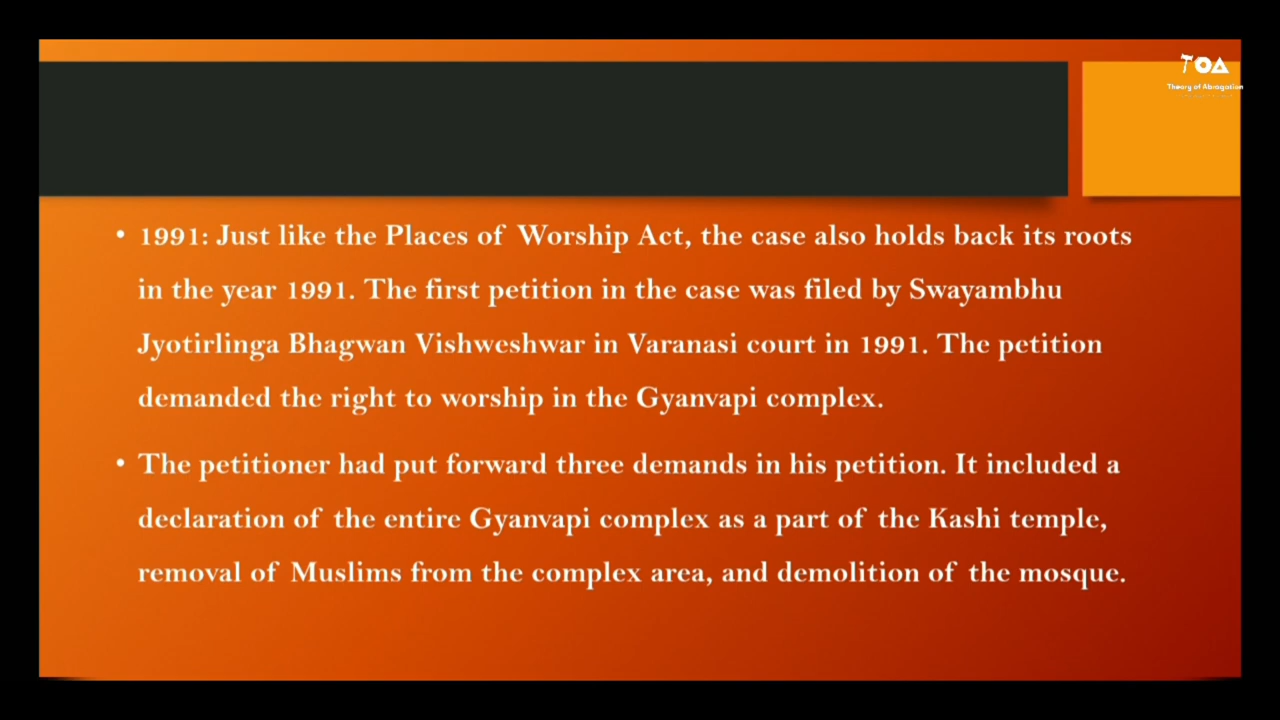 TOA
Theory of Abrogation
• 1991: Just like the Places of Worship Act, the case also holds back its roots
in the year 1991. The first petition in the case was filed by Swayambhu
Jyotirlinga Bhagwan Vishweshwar in Varanasi court in 1991. The petition
demanded the right to worship in the Gyanvapi complex.
• The petitioner had put forward three demands in his petition. It included a
declaration of the entire Gyanvapi complex as a part of the Kashi temple,
removal of Muslims from the complex area, and demolition of the mosque.